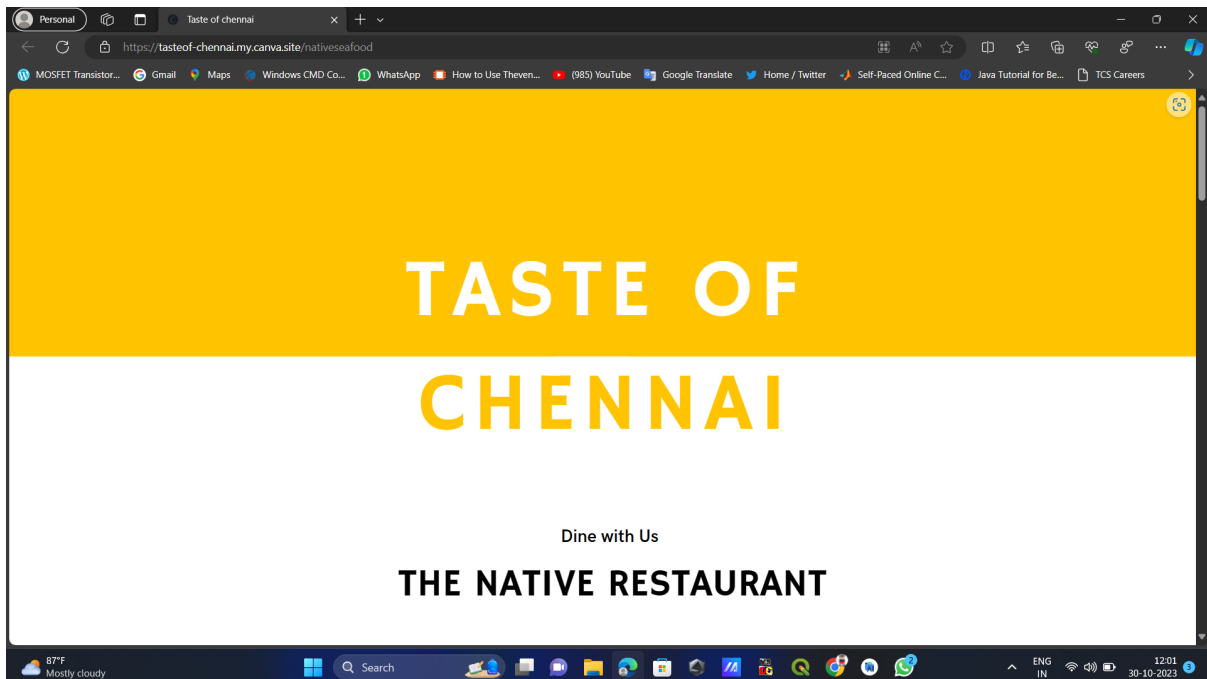 Personal
Taste of chennai
https://tasteof-chennai.my.canva.site/nativeseafood
MOSFET Transistor... Gmail Maps Windows CMD Co... WhatsApp How to Use Theven... (985) YouTube Google Translate Home / Twitter Self-Paced Online C... Java Tutorial for Be... TCS Careers
TASTE OF
CHENNAI
Dine with Us
THE NATIVE RESTAURANT
87°F
Mostly cloudy
Search
2
ENG
IN
12:01
30-10-2023
3